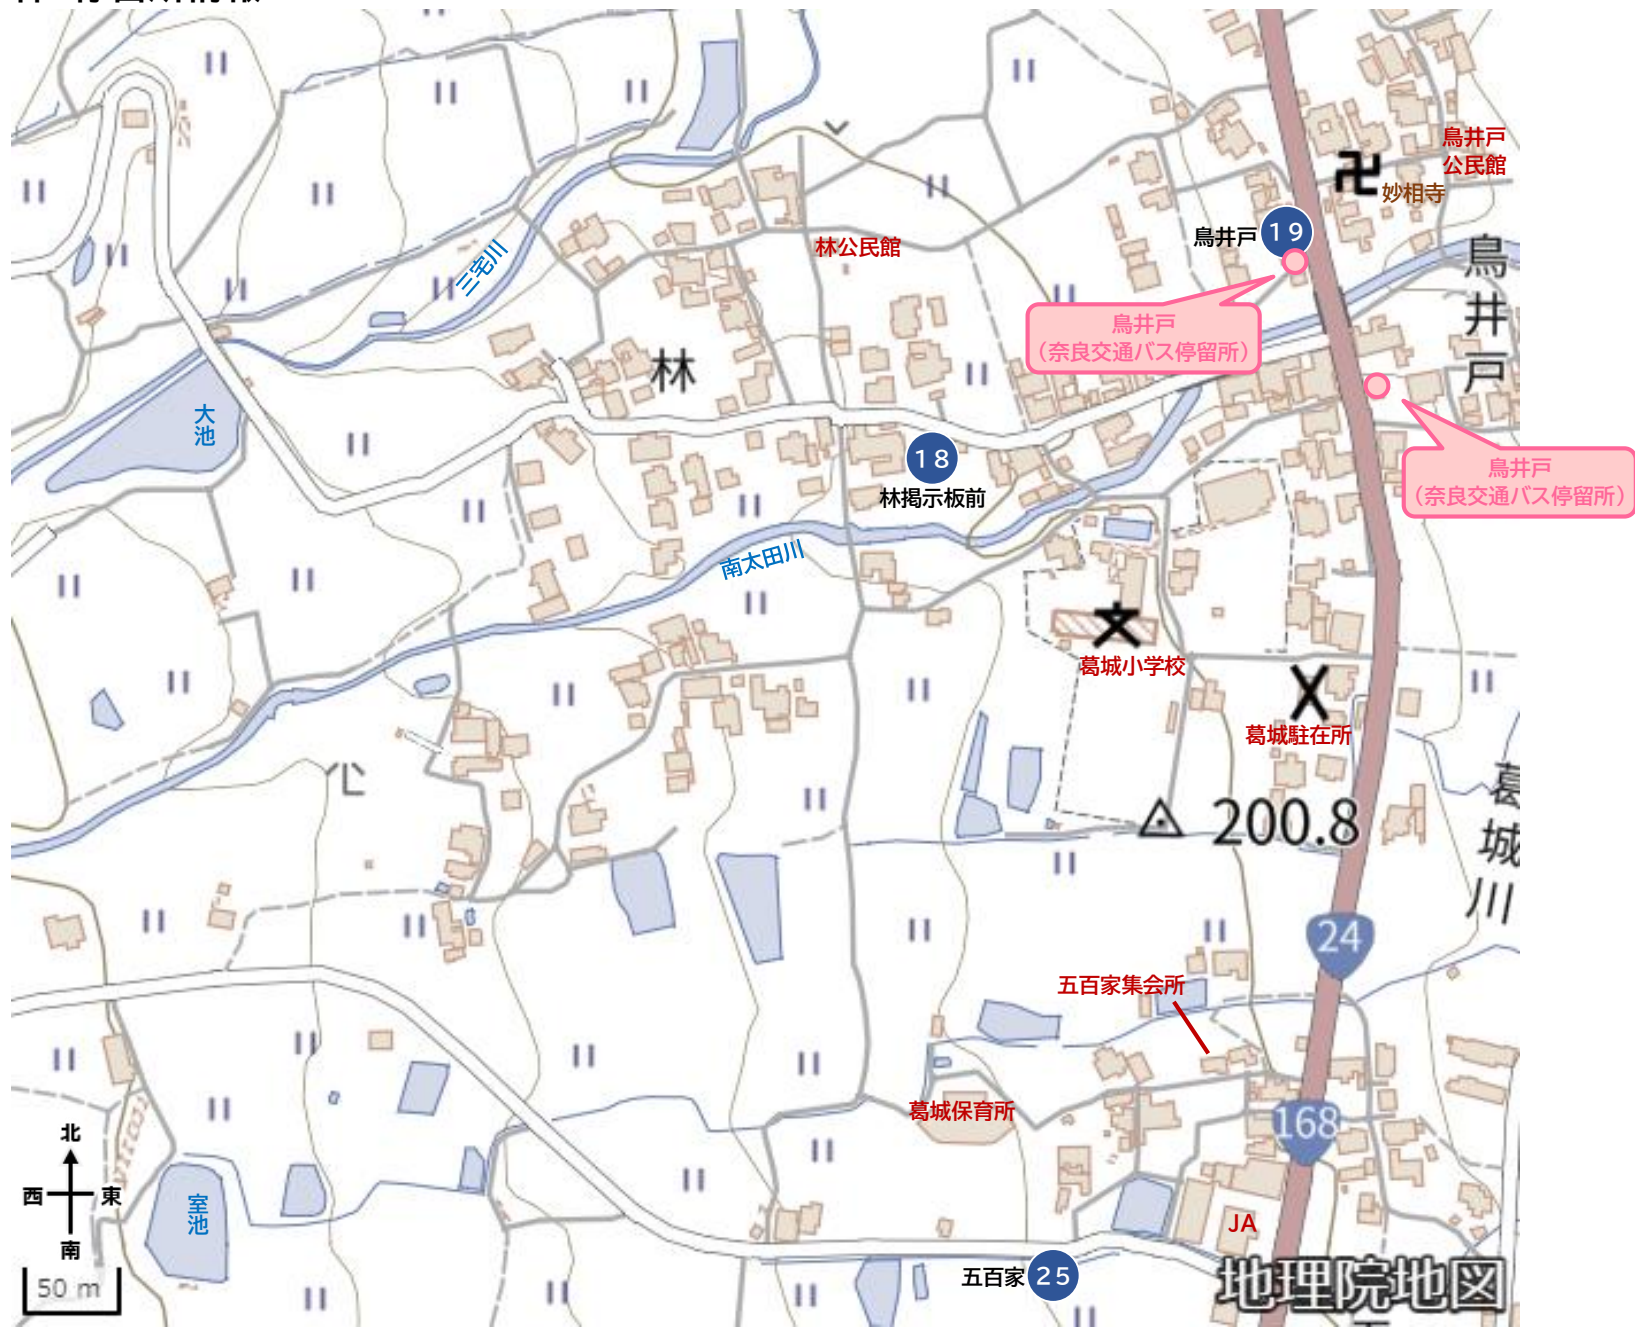 鳥井戸
公民館
妙相寺
鳥井戸
19
三宅川
林公民館
鳥井戸
鳥井戸
（奈良交通バス停留所）
林
大池
18
林掲示板前
鳥井戸
（奈良交通バス停留所）
南太田川
葛城小学校
葛城駐在所
200.8
葛城川
24
五百家集会所
葛城保育所
168
北
西
東
南
室池
JA
五百家
25
50 m
地理院地図